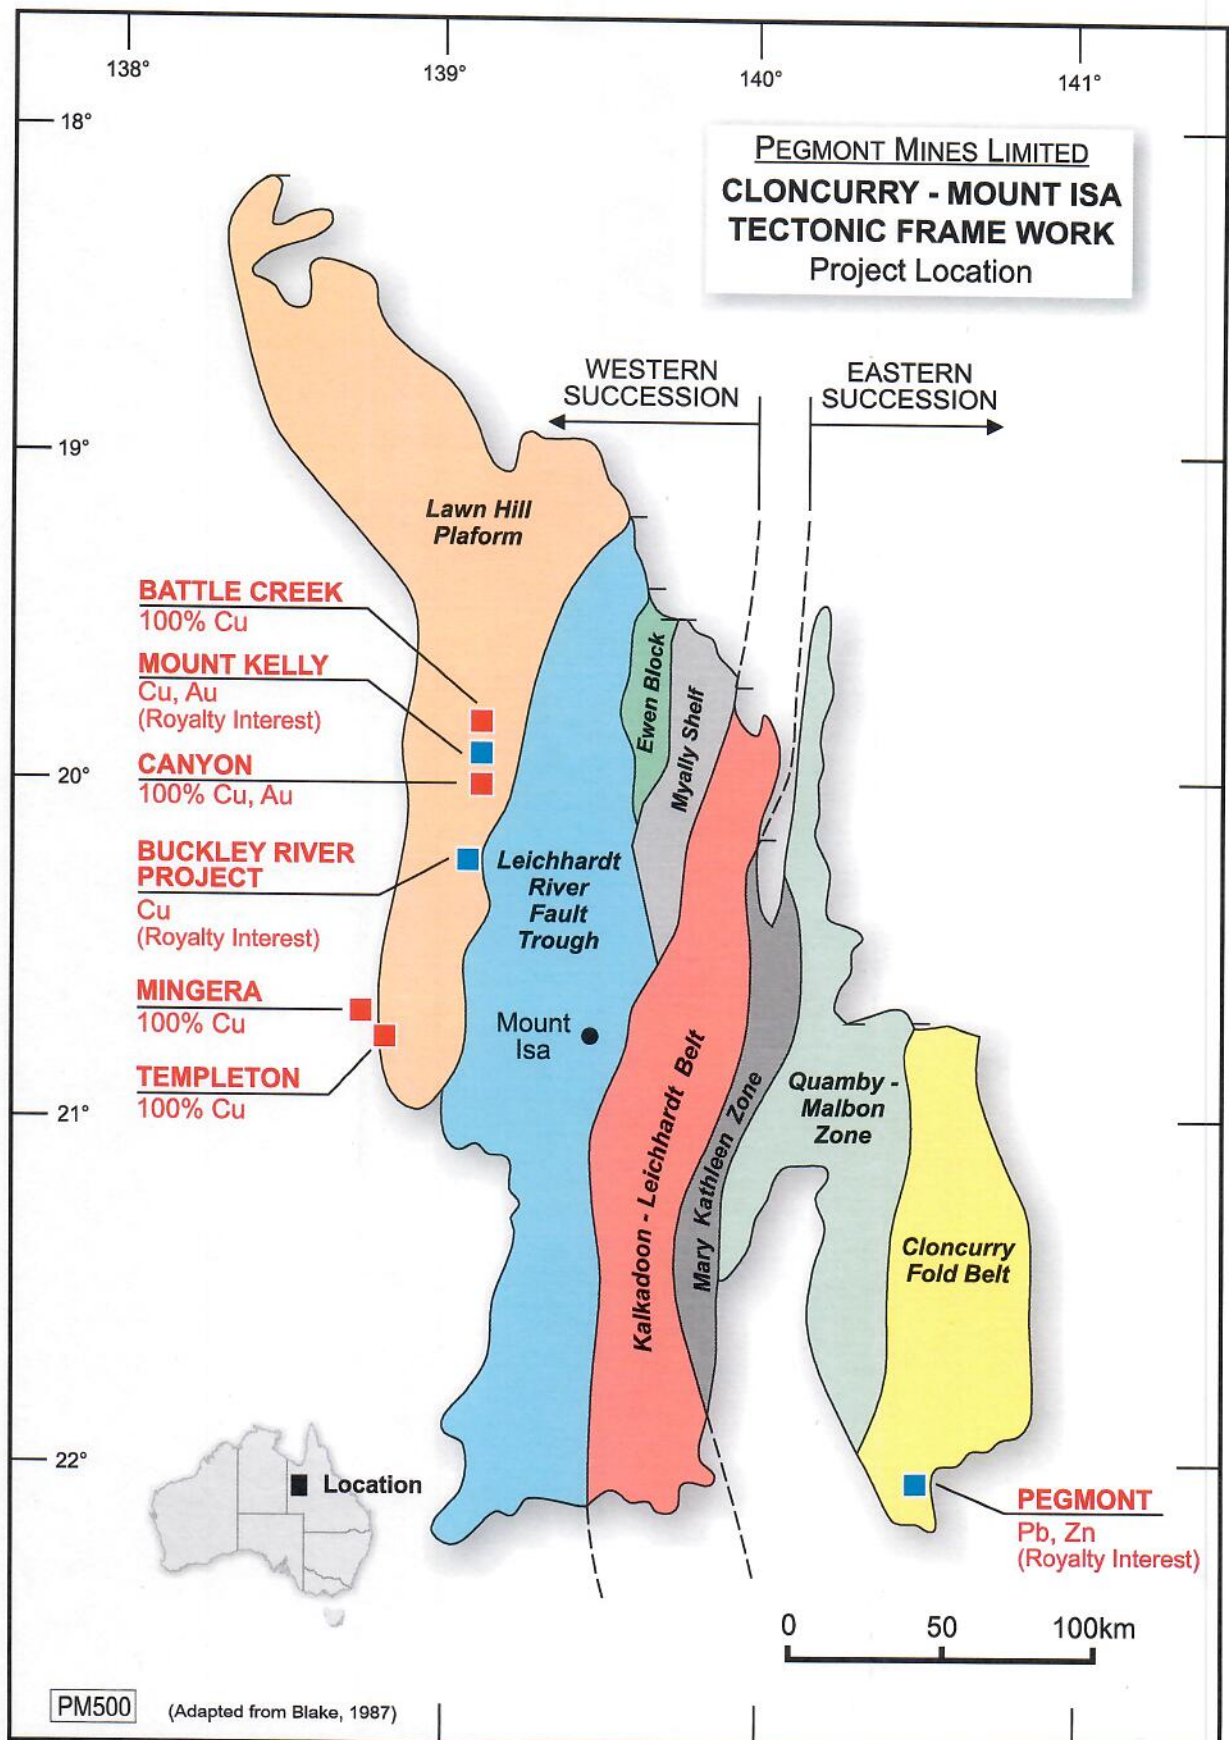 138°
139°
140°
141°
18°
PEGMONT MINES LIMITED
CLONCURRY - MOUNT ISA
TECTONIC FRAME WORK
Project Location
WESTERN
SUCCESSION
EASTERN
SUCCESSION
19°
Lawn Hill
Plaform
BATTLE CREEK
100% Cu
MOUNT KELLY
Cu, Au
(Royalty Interest)
Ewen Block
Myally Shelf
20°
CANYON
100% Cu, Au
BUCKLEY RIVER
PROJECT
Cu
(Royalty Interest)
Leichhardt
River
Fault
Trough
MINGERA
100% Cu
Mount
Isa
TEMPLETON
100% Cu
21°
Kalkadoon - Leichhardt Belt
Mary Kathleen Zone
Quamby -
Malbon
Zone
Cloncurry
Fold Belt
22°
Location
PEGMONT
Pb, Zn
(Royalty Interest)
0 50 100km
PM500
(Adapted from Blake, 1987)